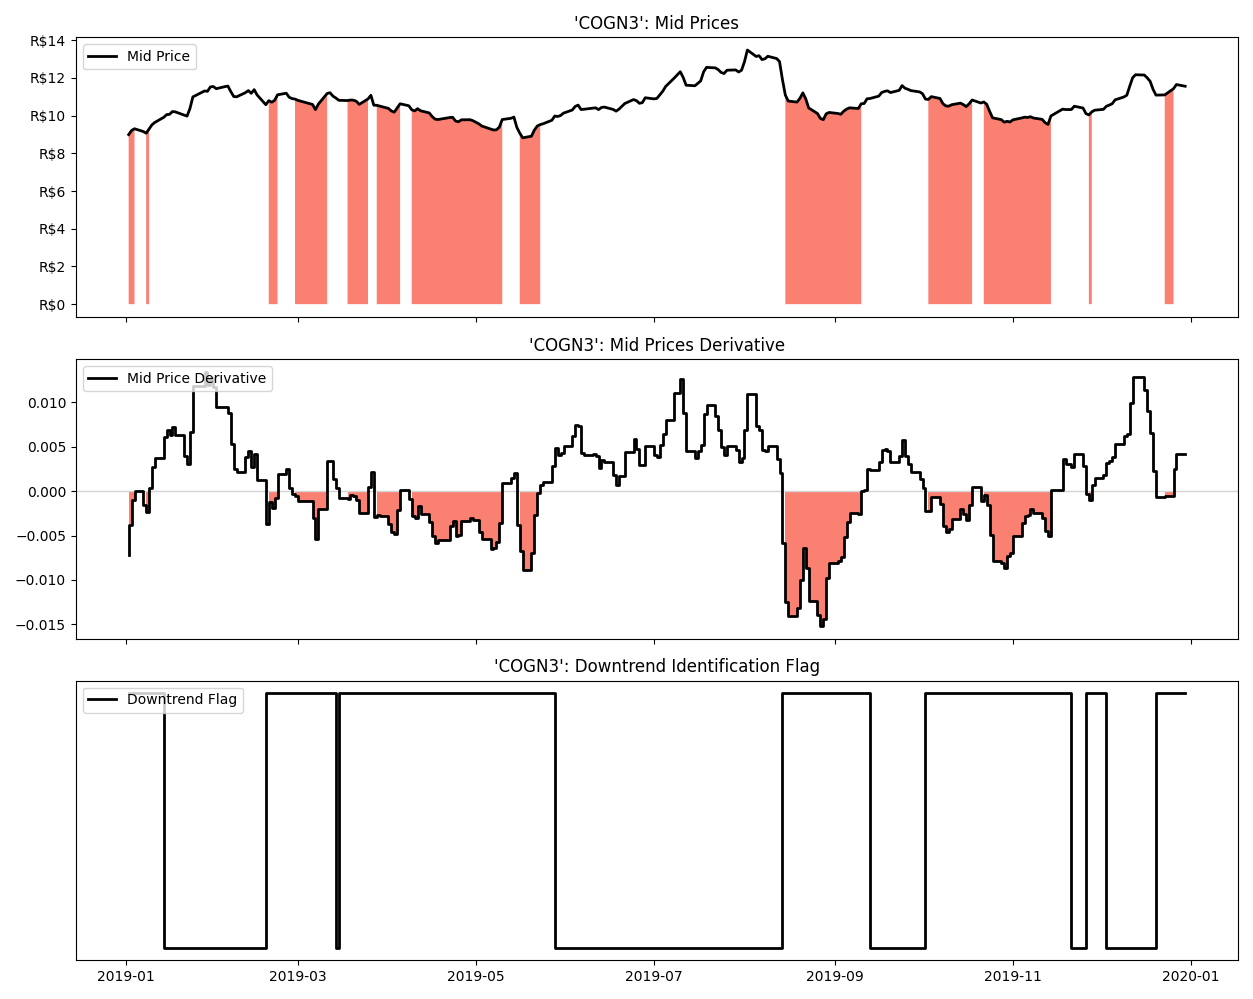 'COGN3': Mid Prices
R$14
Mid Price
R$12
R$10
R$8
R$6
R$4
R$2
R$0
'COGN3': Mid Prices Derivative
Mid Price Derivative
0.010
0.005
0.000
−0.005
−0.010
−0.015
'COGN3': Downtrend Identification Flag
Downtrend Flag
2019-01 2019-03 2019-05 2019-07 2019-09 2019-11 2020-01